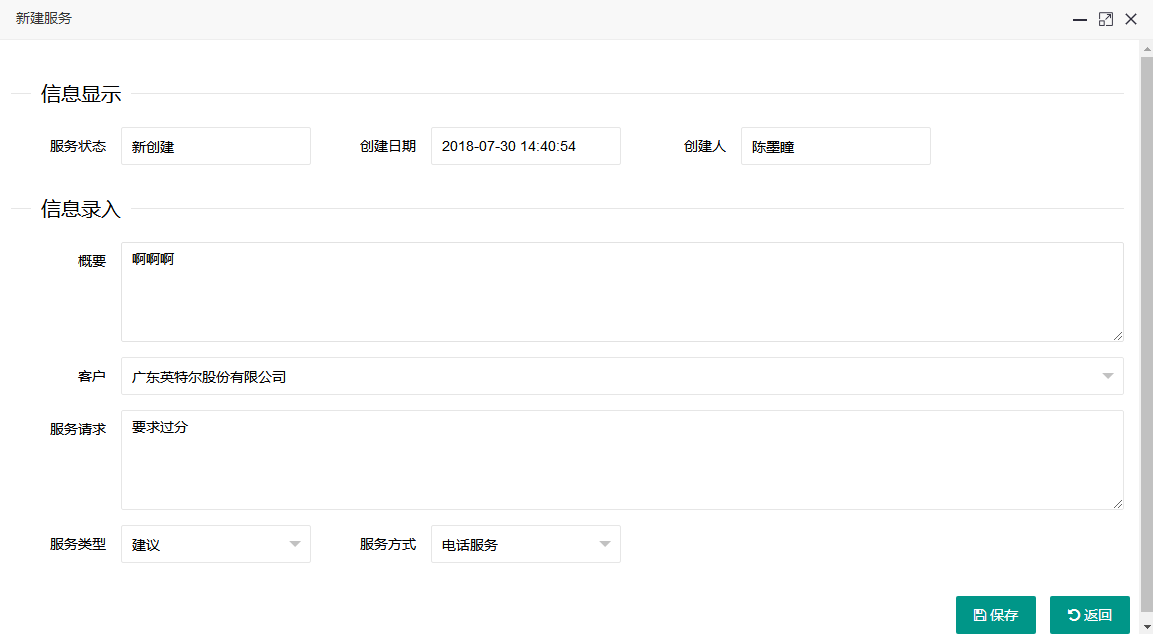 新建服务
信息显示
服务状态 新创建 创建日期 2018-07-30 14:40:54 创建人 陈墨瞳
信息录入
概要 啊啊啊
客户 广东英特尔股份有限公司
服务请求 要求过分
服务类型 建议 服务方式 电话服务
保存 返回